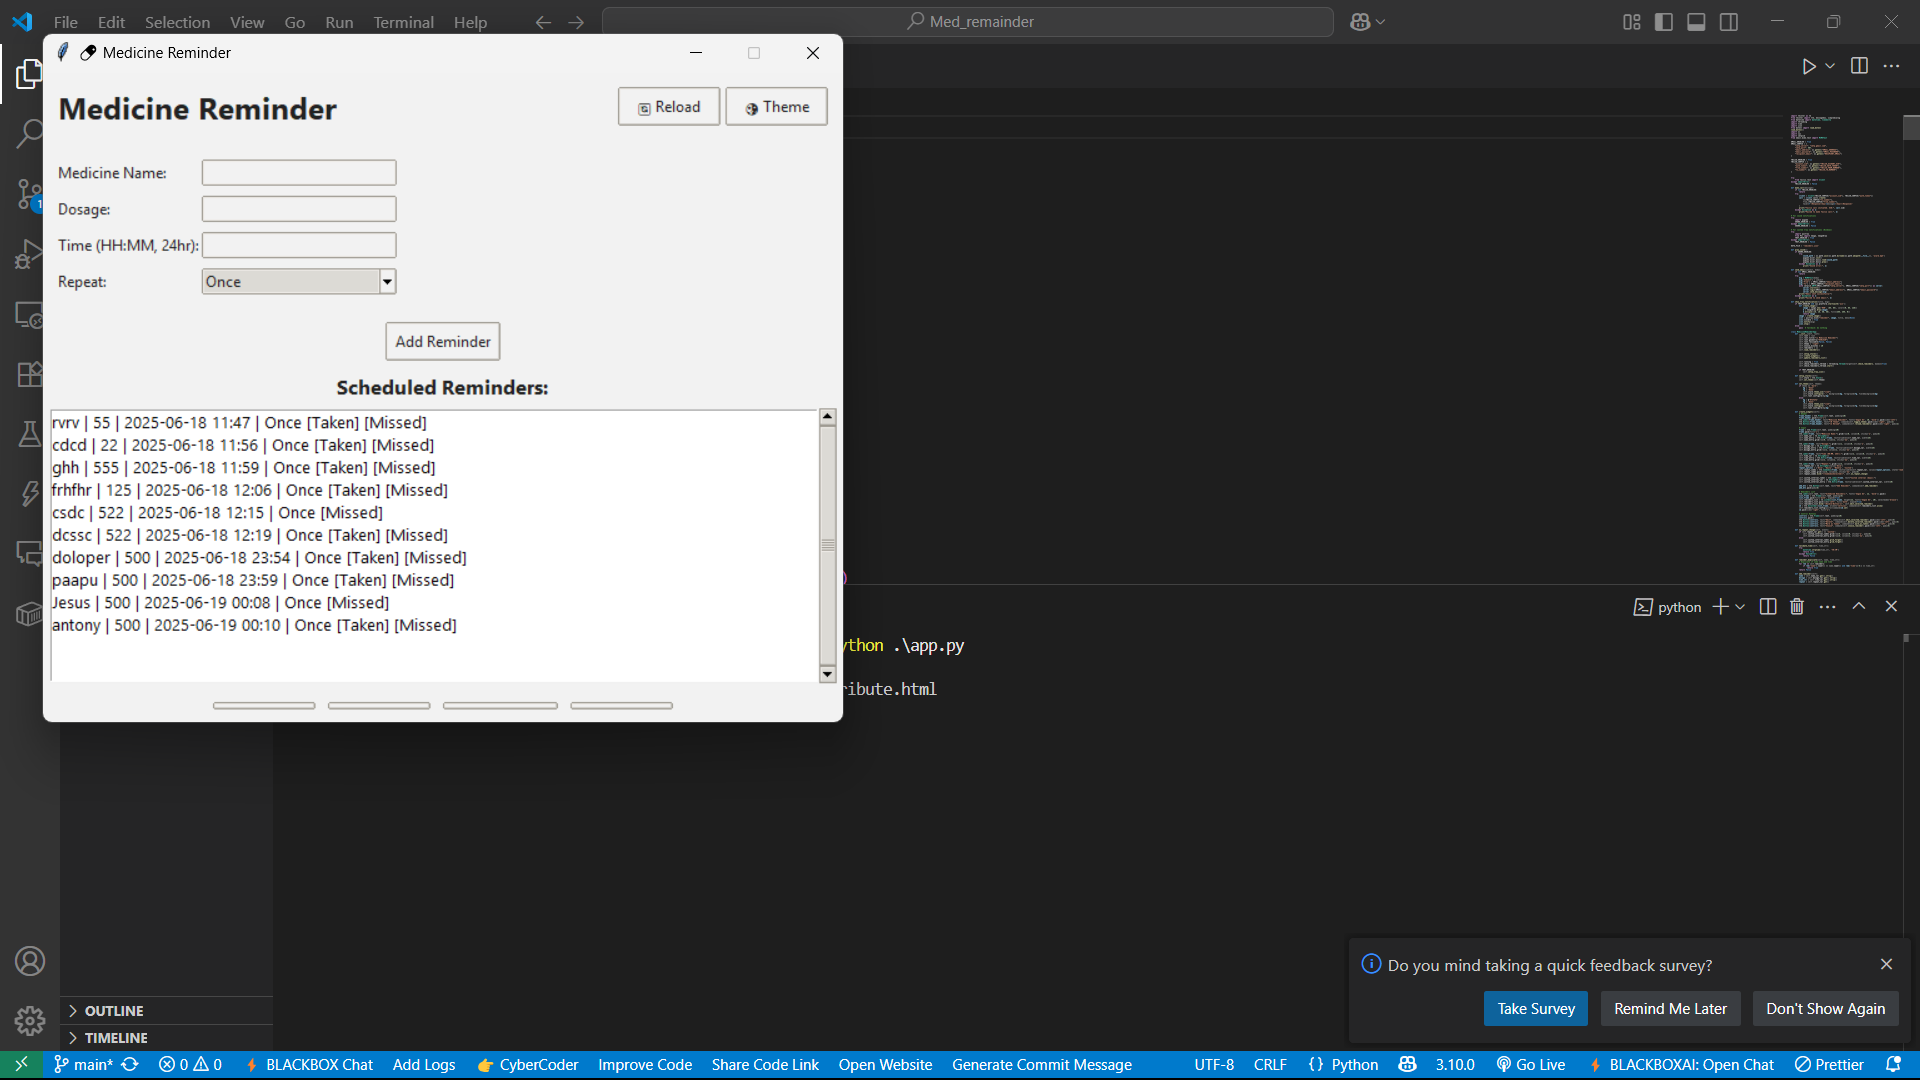 File Edit Selection View Go Run Terminal Help
Med_remainder
Medicine Reminder
Medicine Reminder
Reload
Theme
Medicine Name:
Dosage:
Time (HH:MM, 24hr):
Repeat:
Once
Add Reminder
Scheduled Reminders:
rvrv | 55 | 2025-06-18 11:47 | Once [Taken] [Missed]
cdcd | 22 | 2025-06-18 11:56 | Once [Taken] [Missed]
ghh | 555 | 2025-06-18 11:59 | Once [Taken] [Missed]
frhfhr | 125 | 2025-06-18 12:06 | Once [Taken] [Missed]
csdc | 522 | 2025-06-18 12:15 | Once [Missed]
dcssc | 522 | 2025-06-18 12:19 | Once [Taken] [Missed]
doloper | 500 | 2025-06-18 23:54 | Once [Taken] [Missed]
paapu | 500 | 2025-06-18 23:59 | Once [Taken] [Missed]
Jesus | 500 | 2025-06-19 00:08 | Once [Missed]
antony | 500 | 2025-06-19 00:10 | Once [Taken] [Missed]
1
)
python
ython .\app.py
ribute.html
Do you mind taking a quick feedback survey?
Take Survey
Remind Me Later
Don't Show Again
OUTLINE
TIMELINE
main* 0 0 BLACKBOX Chat Add Logs CyberCoder Improve Code Share Code Link Open Website Generate Commit Message UTF-8 CRLF {} Python 3.10.0 Go Live BLACKBOXAI: Open Chat Prettier